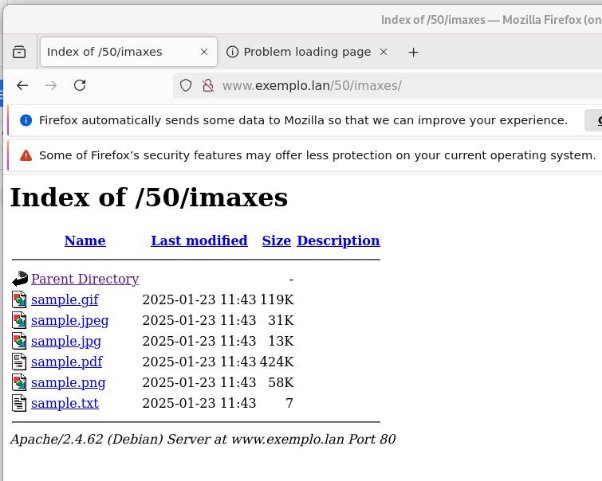 Index of /50/imaxes — Mozilla Firefox (on
Index of /50/imaxes × Problem loading page × +
www.exemplo.lan/50/imaxes/
Firefox automatically sends some data to Mozilla so that we can improve your experience.
Some of Firefox’s security features may offer less protection on your current operating system.
Index of /50/imaxes
Name Last modified Size Description
Parent Directory -
sample.gif 2025-01-23 11:43 119K
sample.jpeg 2025-01-23 11:43 31K
sample.jpg 2025-01-23 11:43 13K
sample.pdf 2025-01-23 11:43 424K
sample.png 2025-01-23 11:43 58K
sample.txt 2025-01-23 11:43 7
Apache/2.4.62 (Debian) Server at www.exemplo.lan Port 80